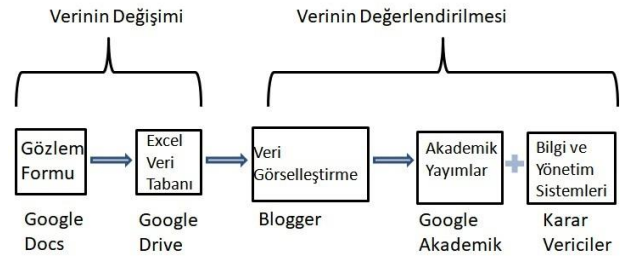 Verinin Değişimi
Verinin Değerlendirilmesi
Gözlem
Formu
Excel
Veri
Tabanı
Veri
Görselleştirme
Akademik
Yayımlar
Bilgi ve
Yönetim
Sistemleri
Google
Docs
Google
Drive
Blogger
Google
Akademik
Karar
Vericiler